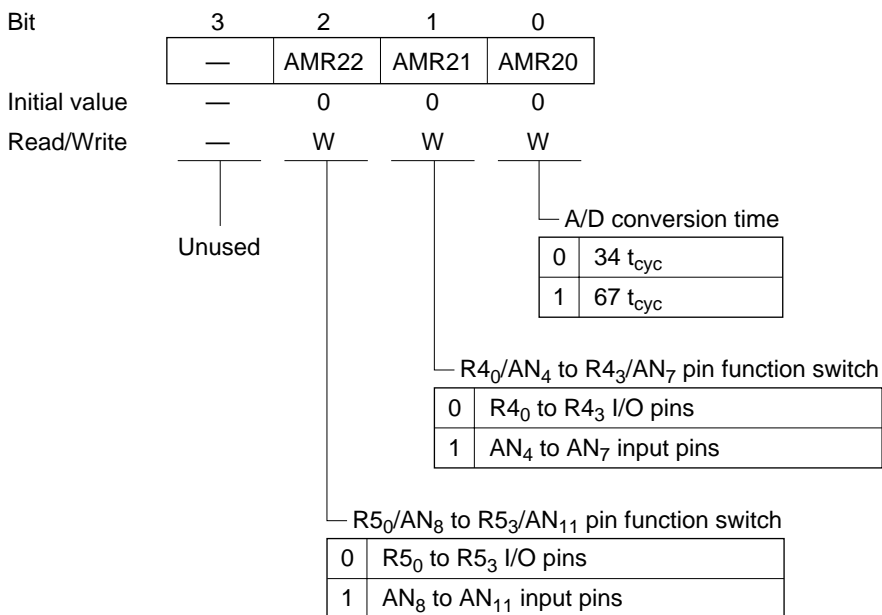 Bit 3 2 1 0
— AMR22 AMR21 AMR20
Initial value — 0 0 0
Read/Write — W W W
Unused
A/D conversion time
0 34 t_cyc
1 67 t_cyc
R4₀/AN₄ to R4₃/AN₇ pin function switch
0 R4₀ to R4₃ I/O pins
1 AN₄ to AN₇ input pins
R5₀/AN₈ to R5₃/AN₁₁ pin function switch
0 R5₀ to R5₃ I/O pins
1 AN₈ to AN₁₁ input pins